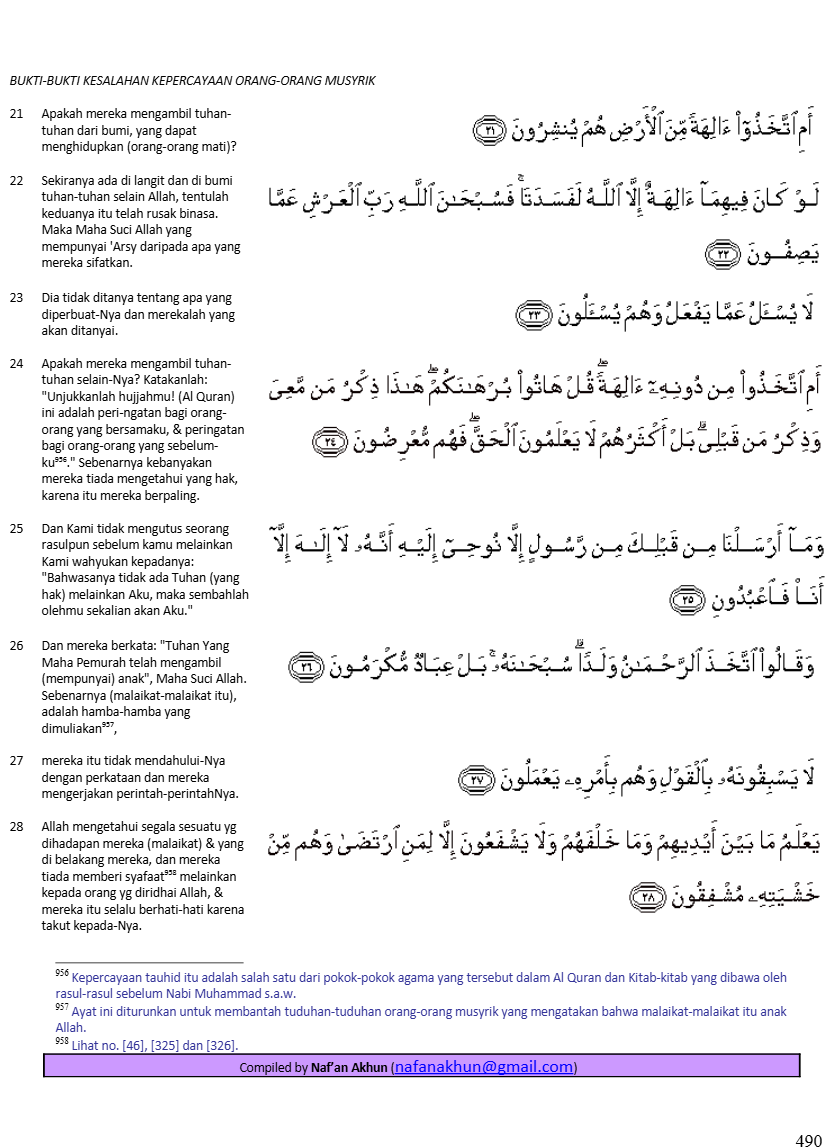 BUKTI-BUKTI KESALAHAN KEPERCAYAAN ORANG-ORANG MUSYRIK
21 Apakah mereka mengambil tuhan-
tuhan dari bumi, yang dapat
menghidupkan (orang-orang mati)?
أَمِ ٱتَّخَذُوٓا۟ ءَالِهَةً مِّنَ ٱلْأَرْضِ هُمْ يُنشِرُونَ ٢١
22 Sekiranya ada di langit dan di bumi
tuhan-tuhan selain Allah, tentulah
keduanya itu telah rusak binasa.
Maka Maha Suci Allah yang
mempunyai 'Arsy daripada apa yang
mereka sifatkan.
لَوْ كَانَ فِيهِمَآ ءَالِهَةٌ إِلَّا ٱللَّهُ لَفَسَدَتَا ۚ فَسُبْحَـٰنَ ٱللَّهِ رَبِّ ٱلْعَرْشِ عَمَّا
يَصِفُونَ ٢٢
23 Dia tidak ditanya tentang apa yang
diperbuat-Nya dan merekalah yang
akan ditanyai.
لَا يُسْـَٔلُ عَمَّا يَفْعَلُ وَهُمْ يُسْـَٔلُونَ ٢٣
24 Apakah mereka mengambil tuhan-
tuhan selain-Nya? Katakanlah:
"Unjukkanlah hujjahmu! (Al Quran)
ini adalah peri-ngatan bagi orang-
orang yang bersamaku, & peringatan
bagi orang-orang yang sebelum-
ku956." Sebenarnya kebanyakan
mereka tiada mengetahui yang hak,
karena itu mereka berpaling.
أَمِ ٱتَّخَذُوا۟ مِن دُونِهِۦٓ ءَالِهَةً ۖ قُلْ هَاتُوا۟ بُرْهَـٰنَكُمْ ۖ هَـٰذَا ذِكْرُ مَن مَّعِىَ
وَذِكْرُ مَن قَبْلِى ۗ بَلْ أَكْثَرُهُمْ لَا يَعْلَمُونَ ٱلْحَقَّ ۖ فَهُم مُّعْرِضُونَ ٢٤
25 Dan Kami tidak mengutus seorang
rasulpun sebelum kamu melainkan
Kami wahyukan kepadanya:
"Bahwasanya tidak ada Tuhan (yang
hak) melainkan Aku, maka sembahlah
olehmu sekalian akan Aku."
وَمَآ أَرْسَلْنَا مِن قَبْلِكَ مِن رَّسُولٍ إِلَّا نُوحِىٓ إِلَيْهِ أَنَّهُۥ لَآ إِلَـٰهَ إِلَّآ
أَنَا۠ فَٱعْبُدُونِ ٢٥
26 Dan mereka berkata: "Tuhan Yang
Maha Pemurah telah mengambil
(mempunyai) anak", Maha Suci Allah.
Sebenarnya (malaikat-malaikat itu),
adalah hamba-hamba yang
dimuliakan957,
وَقَالُوا۟ ٱتَّخَذَ ٱلرَّحْمَـٰنُ وَلَدًا ۗ سُبْحَـٰنَهُۥ ۚ بَلْ عِبَادٌ مُّكْرَمُونَ ٢٦
27 mereka itu tidak mendahului-Nya
dengan perkataan dan mereka
mengerjakan perintah-perintahNya.
لَا يَسْبِقُونَهُۥ بِٱلْقَوْلِ وَهُم بِأَمْرِهِۦ يَعْمَلُونَ ٢٧
28 Allah mengetahui segala sesuatu yg
dihadapan mereka (malaikat) & yang
di belakang mereka, dan mereka
tiada memberi syafaat958 melainkan
kepada orang yg diridhai Allah, &
mereka itu selalu berhati-hati karena
takut kepada-Nya.
يَعْلَمُ مَا بَيْنَ أَيْدِيهِمْ وَمَا خَلْفَهُمْ وَلَا يَشْفَعُونَ إِلَّا لِمَنِ ٱرْتَضَىٰ وَهُم مِّنْ
خَشْيَتِهِۦ مُشْفِقُونَ ٢٨
956 Kepercayaan tauhid itu adalah salah satu dari pokok-pokok agama yang tersebut dalam Al Quran dan Kitab-kitab yang dibawa oleh
rasul-rasul sebelum Nabi Muhammad s.a.w.
957 Ayat ini diturunkan untuk membantah tuduhan-tuduhan orang-orang musyrik yang mengatakan bahwa malaikat-malaikat itu anak
Allah.
958 Lihat no. [46], [325] dan [326].
Compiled by Naf'an Akhun (nafanakhun@gmail.com)
490